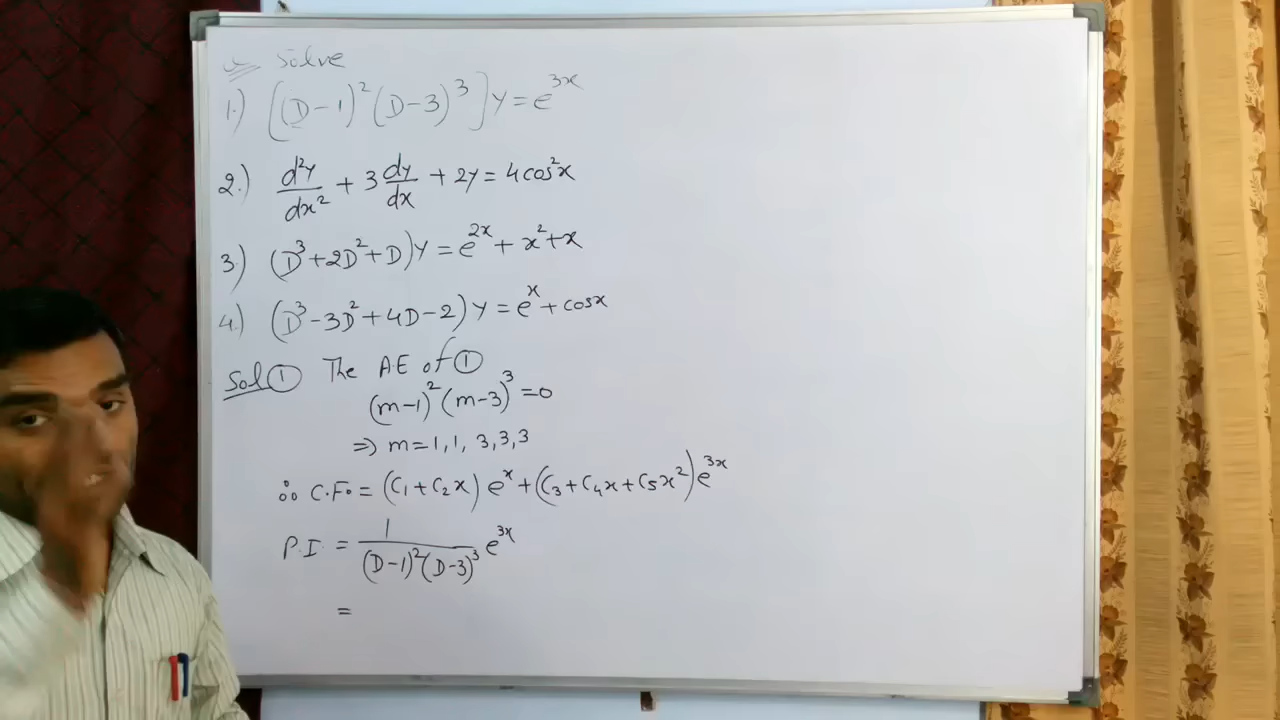 Solve
1.) [(D-1)² (D-3)³] y = e^{3x}
2.) d²y/dx² + 3 dy/dx + 2y = 4cos²x
3) (D³+2D²+D)y = e^{2x} + x²+x
4.) (D³-3D²+4D-2)y = e^x + cosx
Sol① The AE of ①
(m-1)² (m-3)³ = 0
⇒ m=1,1, 3,3,3
∴ C.F. = (C₁+C₂x) e^x + (C₃+C₄x+C₅x²) e^{3x}
P.I. = 1/((D-1)²(D-3)³) e^{3x}
=